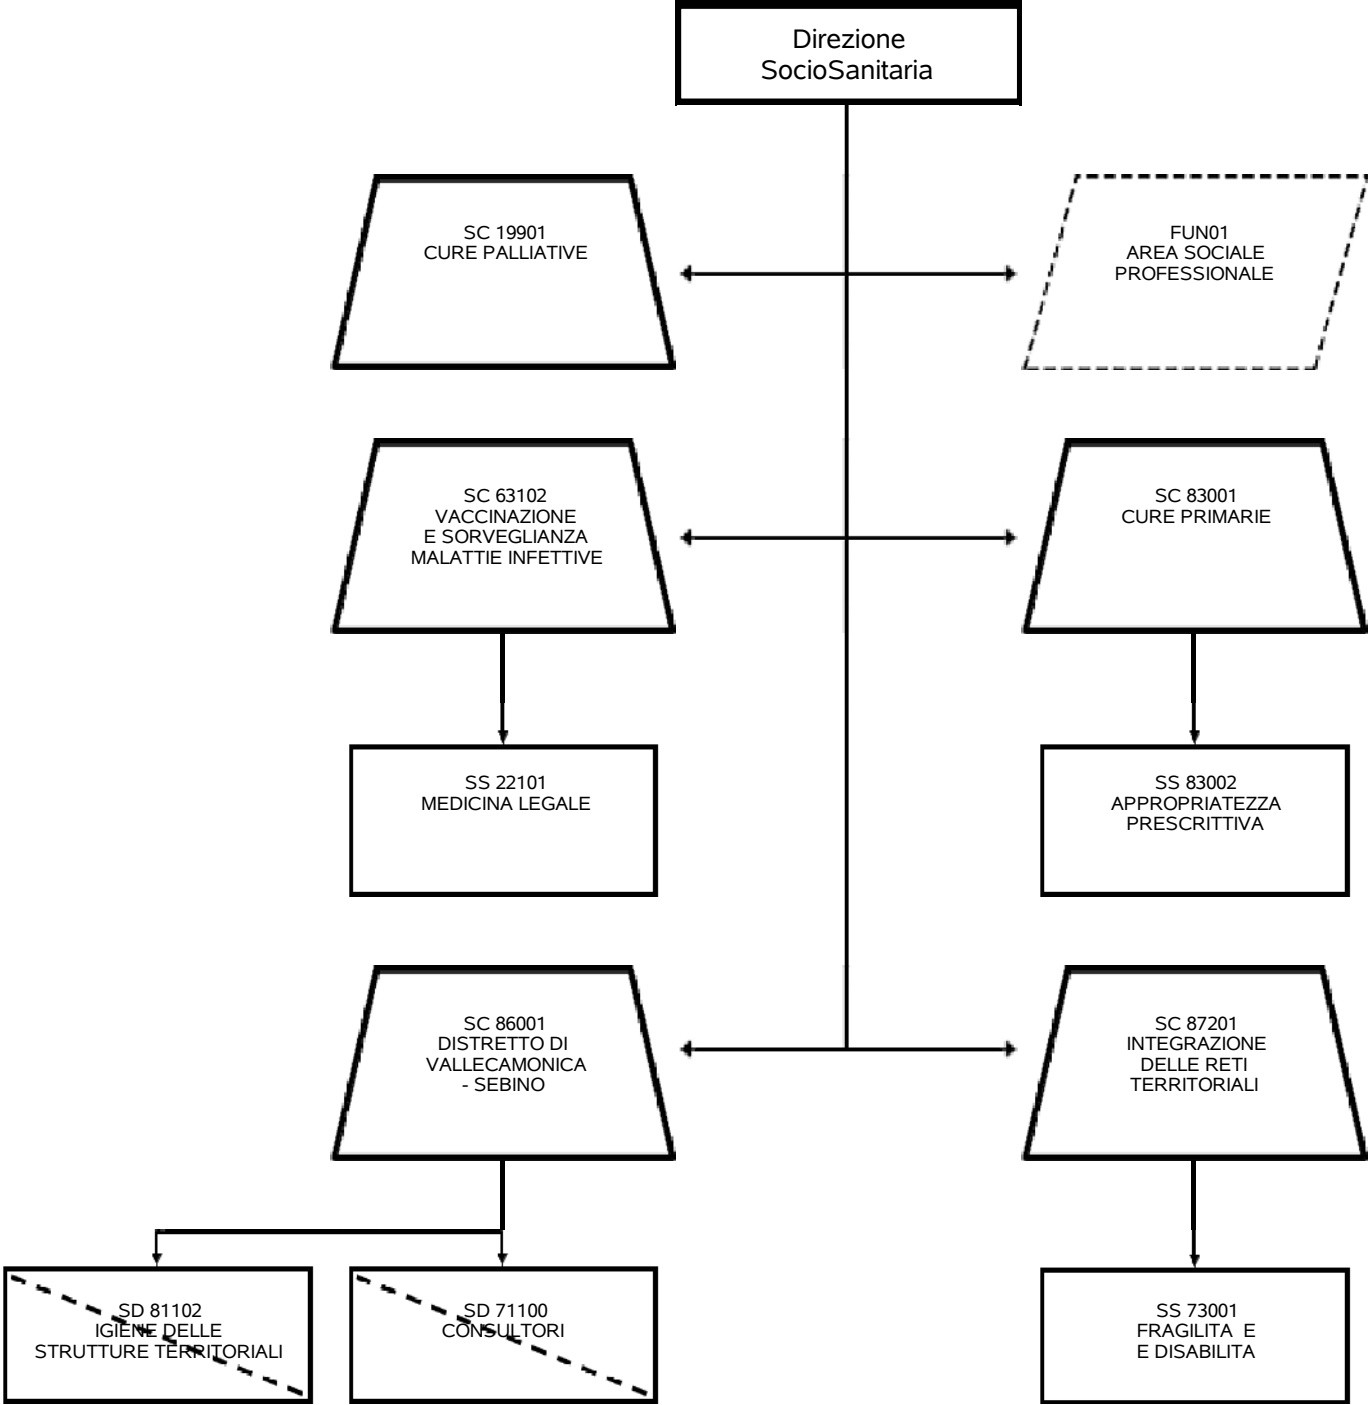 Direzione
SocioSanitaria
SC 19901
CURE PALLIATIVE
FUN01
AREA SOCIALE
PROFESSIONALE
SC 63102
VACCINAZIONE
E SORVEGLIANZA
MALATTIE INFETTIVE
SC 83001
CURE PRIMARIE
SS 22101
MEDICINA LEGALE
SS 83002
APPROPRIATEZZA
PRESCRITTIVA
SC 86001
DISTRETTO DI
VALLECAMONICA
- SEBINO
SC 87201
INTEGRAZIONE
DELLE RETI
TERRITORIALI
SD 81102
IGIENE DELLE
STRUTTURE TERRITORIALI
SD 71100
CONSULTORI
SS 73001
FRAGILITA E
E DISABILITA